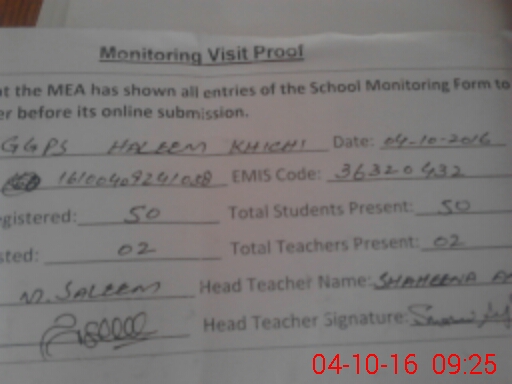 Monitoring Visit Proof
at the MEA has shown all entries of the School Monitoring Form to
er before its online submission.
GGPS HALEEM KHICHI Date: 04-10-2016
EMIS Code: 36320432
egistered: 50 Total Students Present: 50
sted: 02 Total Teachers Present: 02
M. SALEEM Head Teacher Name: SHAHEENA
Head Teacher Signature:
04-10-16 09:25